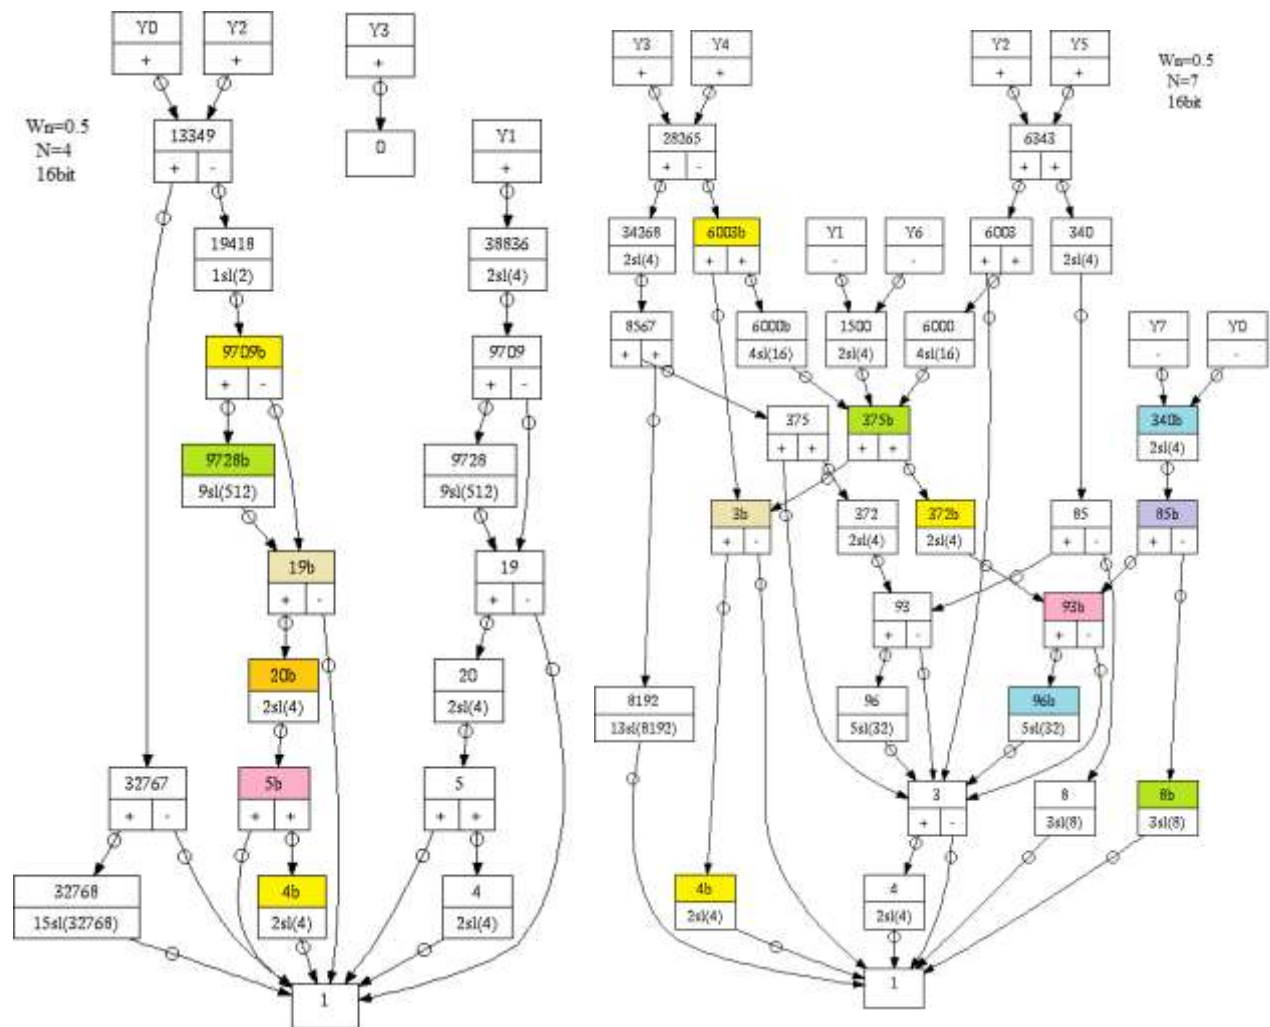 Y0 Y2 Y3
+ + +
Wn=0.5
N=4
16bit
13349
+ -
0
Y1
+
19418
1sl(2)
38836
2sl(4)
9709b
+ -
9709
+ -
9728b
9sl(512)
9728
9sl(512)
19b
+ -
19
+ -
20b
2sl(4)
20
2sl(4)
32767
+ -
5b
+ +
5
+ +
32768
15sl(32768)
4b
2sl(4)
4
2sl(4)
1
Y3 Y4 Y2 Y5
+ + + +
Wn=0.5
N=7
16bit
28265
+ -
6343
+ +
34268
2sl(4)
6003b
+ +
Y1
-
Y6
-
6003
+ +
340
2sl(4)
8567
+ +
6000b
4sl(16)
1500
2sl(4)
6000
4sl(16)
Y7
-
Y0
-
375
+ +
375b
+ +
340b
2sl(4)
3b
+ -
372
2sl(4)
372b
2sl(4)
85
+ -
85b
+ -
93
+ -
93b
+ -
8192
13sl(8192)
96
5sl(32)
96b
5sl(32)
3
+ -
8
3sl(8)
8b
3sl(8)
4b
2sl(4)
4
2sl(4)
1